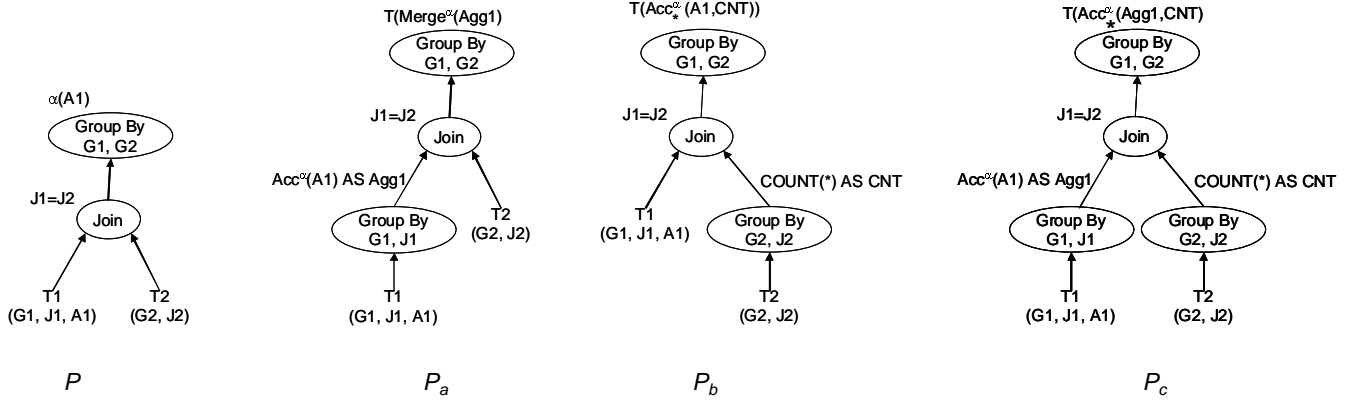 α(A1)
Group By
G1, G2
J1=J2
Join
T1
(G1, J1, A1)
T2
(G2, J2)
P
T(Merge^α(Agg1)
Group By
G1, G2
J1=J2
Join
Acc^α(A1) AS Agg1
Group By
G1, J1
T2
(G2, J2)
T1
(G1, J1, A1)
P_a
T(Acc^α_*(A1,CNT))
Group By
G1, G2
J1=J2
Join
COUNT(*) AS CNT
T1
(G1, J1, A1)
Group By
G2, J2
T2
(G2, J2)
P_b
T(Acc^α_*(Agg1,CNT)
Group By
G1, G2
J1=J2
Join
Acc^α(A1) AS Agg1
COUNT(*) AS CNT
Group By
G1, J1
Group By
G2, J2
T1
(G1, J1, A1)
T2
(G2, J2)
P_c